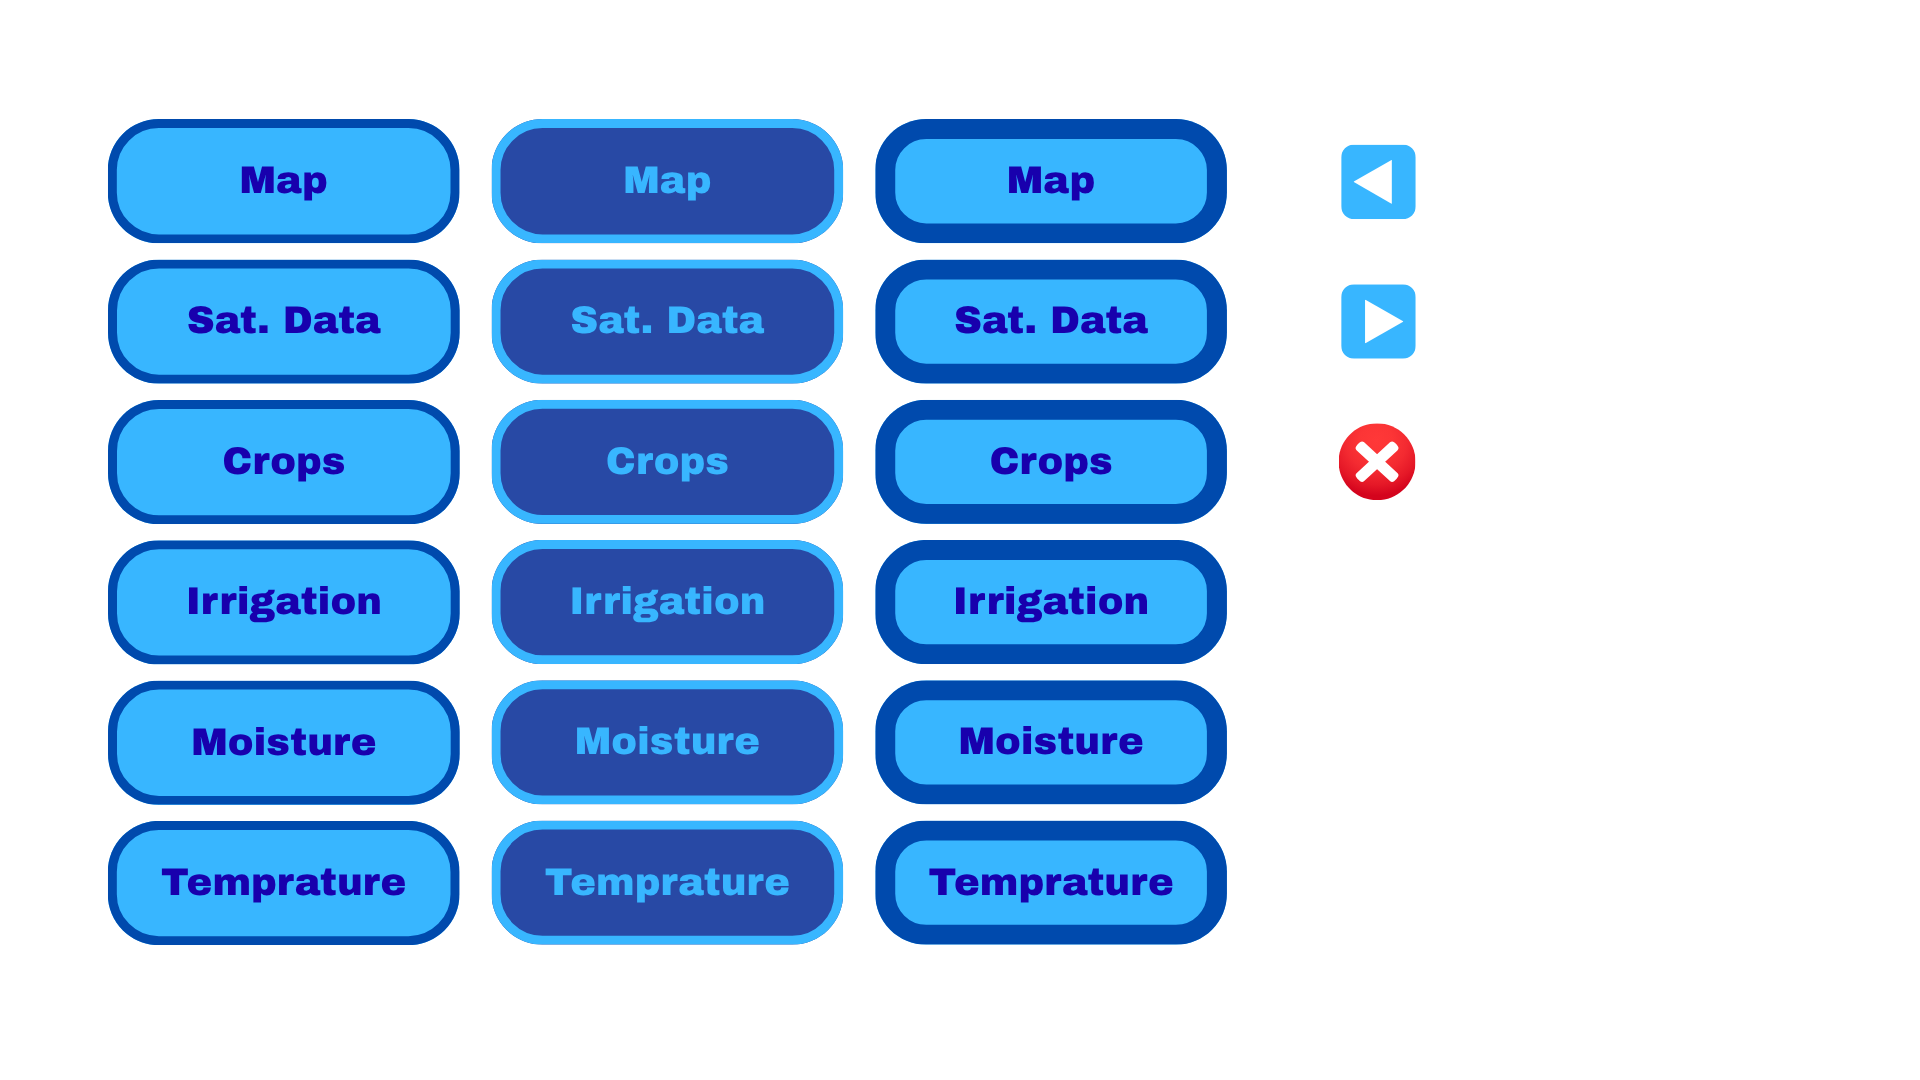 Map Map Map
Sat. Data Sat. Data Sat. Data
Crops Crops Crops
Irrigation Irrigation Irrigation
Moisture Moisture Moisture
Temprature Temprature Temprature